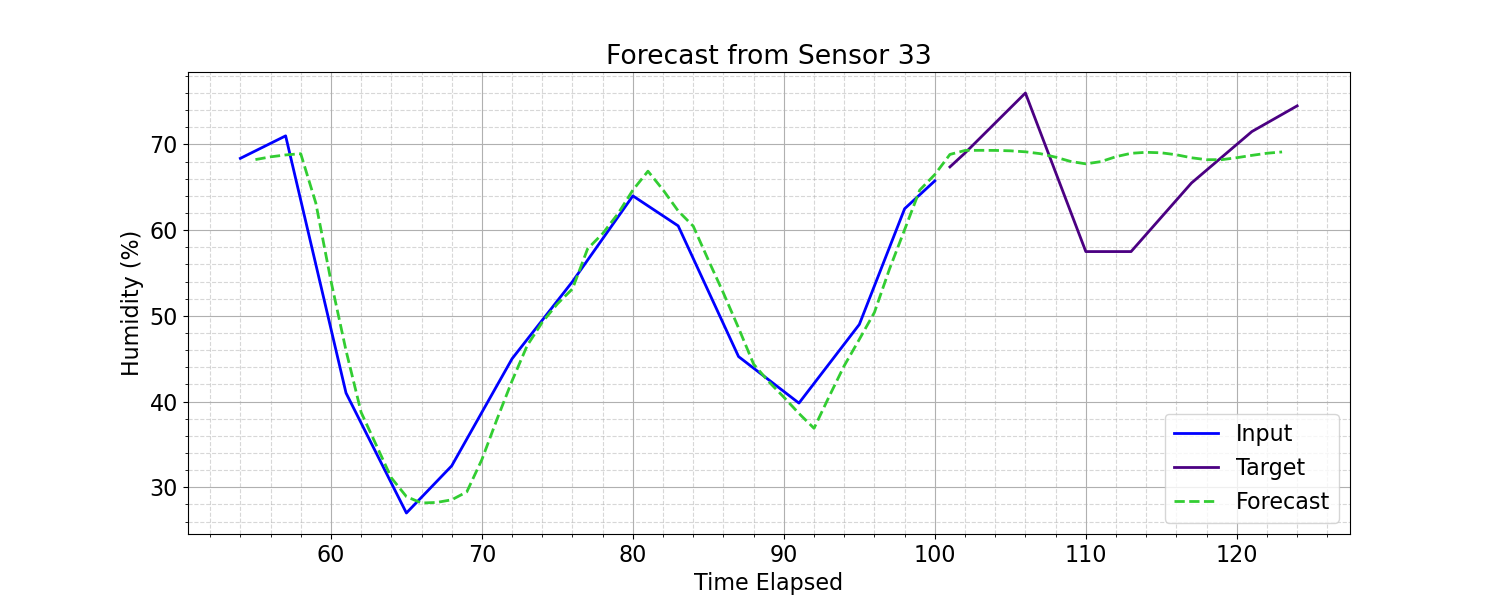 Forecast from Sensor 33
Humidity (%)
70
60
50
40
30
60 70 80 90 100 110 120
Time Elapsed
Input
Target
Forecast